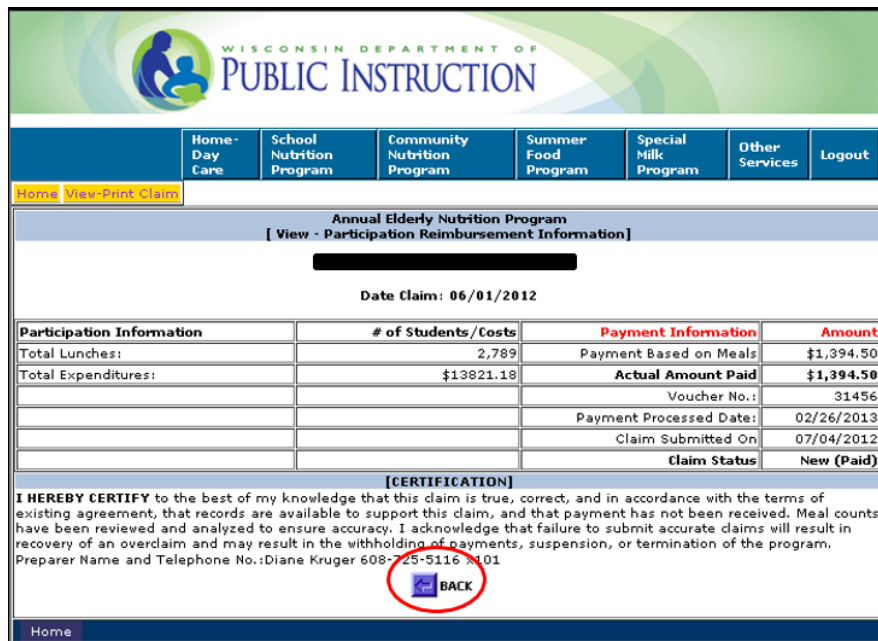 WISCONSIN DEPARTMENT OF
PUBLIC INSTRUCTION
Home-Day Care School Nutrition Program Community Nutrition Program Summer Food Program Special Milk Program Other Services Logout
Home View-Print Claim
Annual Elderly Nutrition Program
[ View - Participation Reimbursement Information]
Date Claim: 06/01/2012
Participation Information # of Students/Costs Payment Information Amount
Total Lunches: 2,789 Payment Based on Meals $1,394.50
Total Expenditures: $13821.18 Actual Amount Paid $1,394.50
Voucher No.: 31456
Payment Processed Date: 02/26/2013
Claim Submitted On 07/04/2012
Claim Status New (Paid)
[CERTIFICATION]
I HEREBY CERTIFY to the best of my knowledge that this claim is true, correct, and in accordance with the terms of
existing agreement, that records are available to support this claim, and that payment has not been received. Meal counts
have been reviewed and analyzed to ensure accuracy. I acknowledge that failure to submit accurate claims will result in
recovery of an overclaim and may result in the withholding of payments, suspension, or termination of the program.
Preparer Name and Telephone No.:Diane Kruger 608-725-5116 x101
BACK
Home